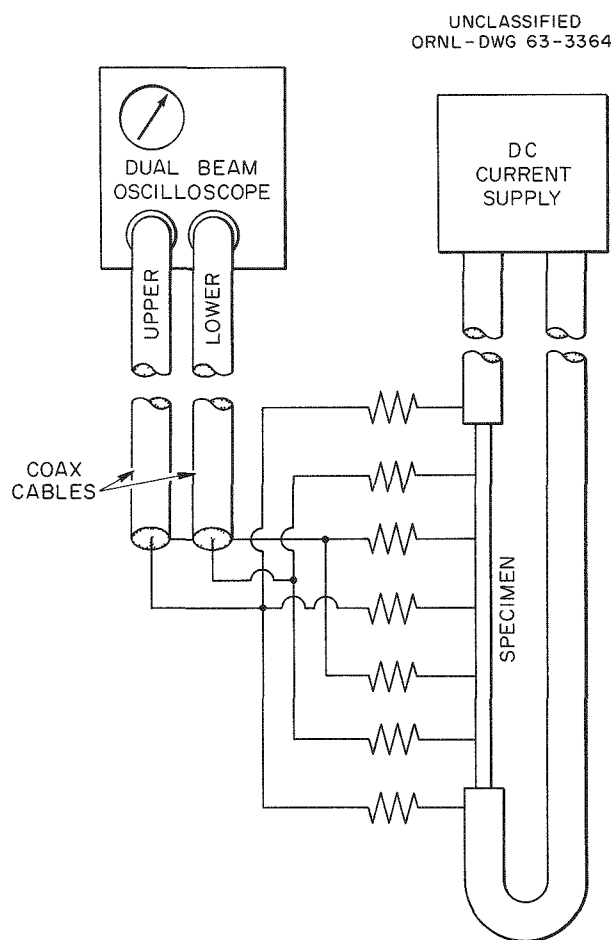 UNCLASSIFIED
ORNL-DWG 63-3364
DUAL BEAM
OSCILLOSCOPE
DC
CURRENT
SUPPLY
UPPER
LOWER
COAX
CABLES
SPECIMEN